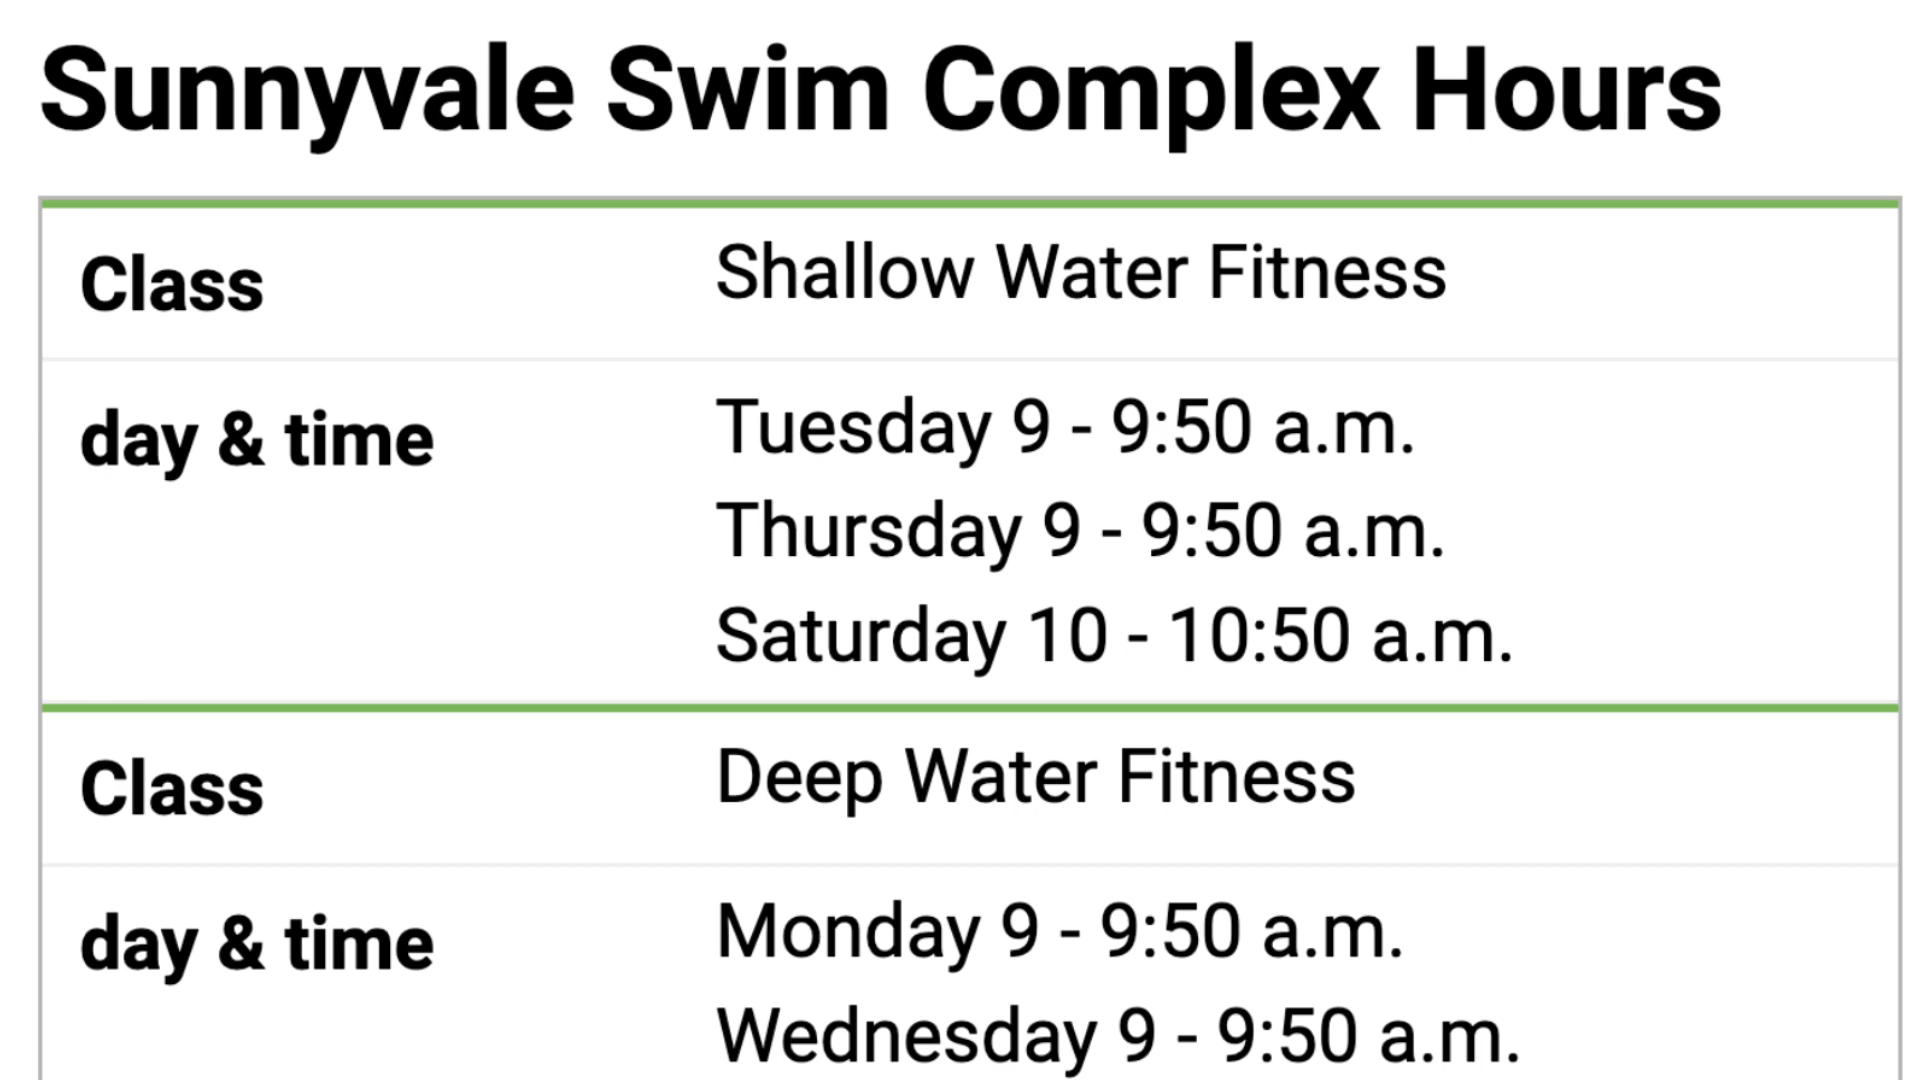 Sunnyvale Swim Complex Hours
Class
Shallow Water Fitness
day & time
Tuesday 9 - 9:50 a.m.
Thursday 9 - 9:50 a.m.
Saturday 10 - 10:50 a.m.
Class
Deep Water Fitness
day & time
Monday 9 - 9:50 a.m.
Wednesday 9 - 9:50 a.m.